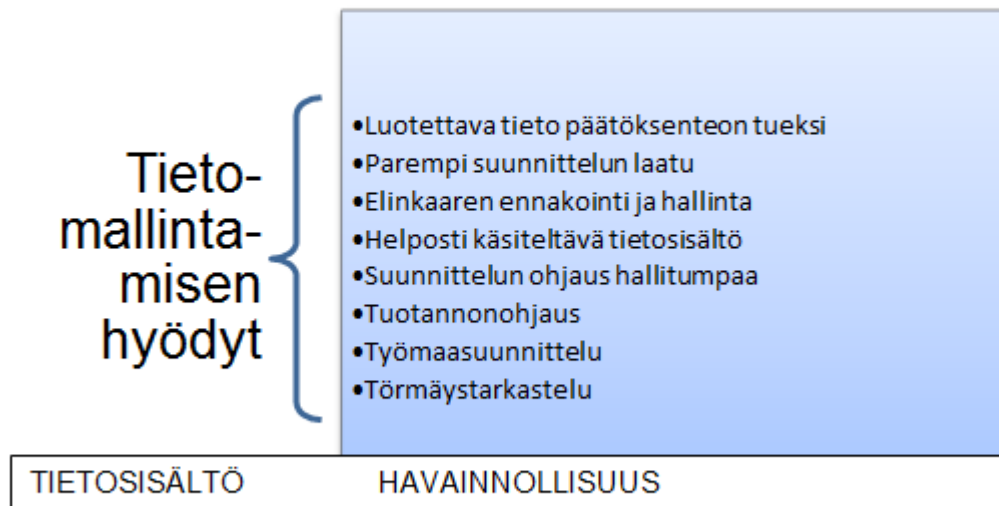 Tieto-
mallinta-
misen
hyödyt
•Luotettava tieto päätöksenteon tueksi
•Parempi suunnittelun laatu
•Elinkaaren ennakointi ja hallinta
•Helposti käsiteltävä tietosisältö
•Suunnittelun ohjaus hallitumpaa
•Tuotannonohjaus
•Työmaasuunnittelu
•Törmäystarkastelu
TIETOSISÄLTÖ HAVAINNOLLISUUS